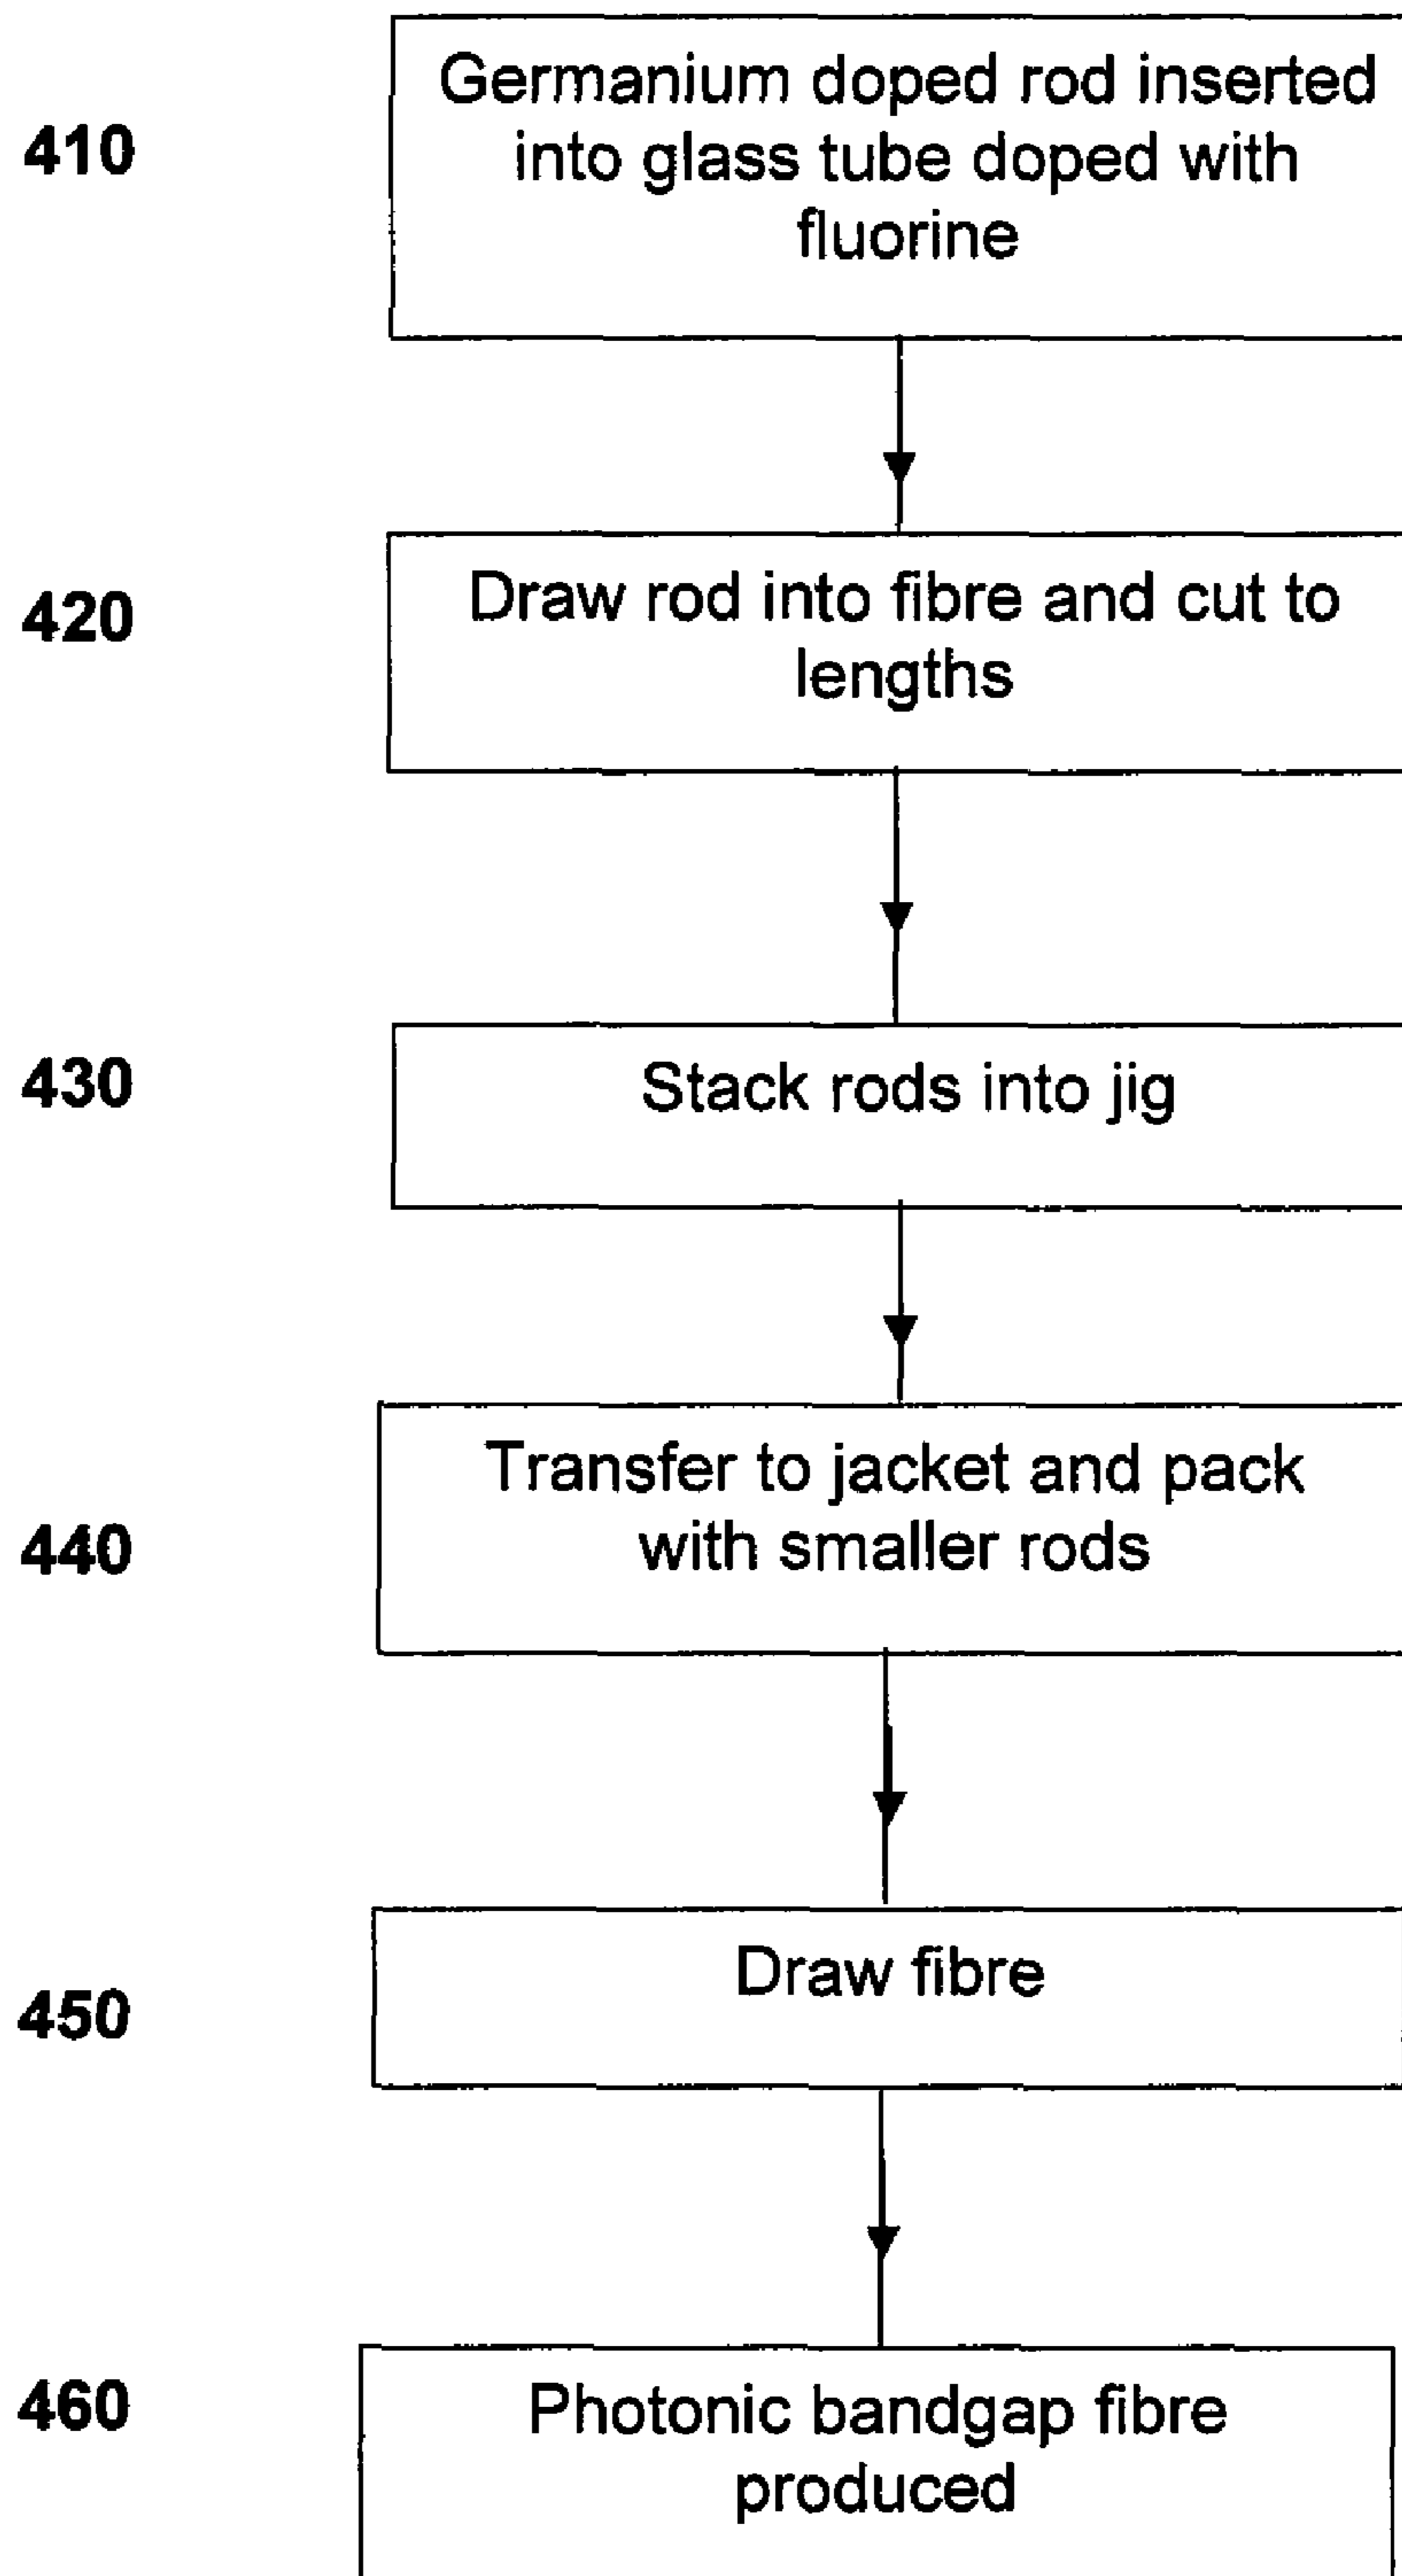 410
Germanium doped rod inserted
into glass tube doped with
fluorine
420
Draw rod into fibre and cut to
lengths
430
Stack rods into jig
440
Transfer to jacket and pack
with smaller rods
450
Draw fibre
460
Photonic bandgap fibre
produced